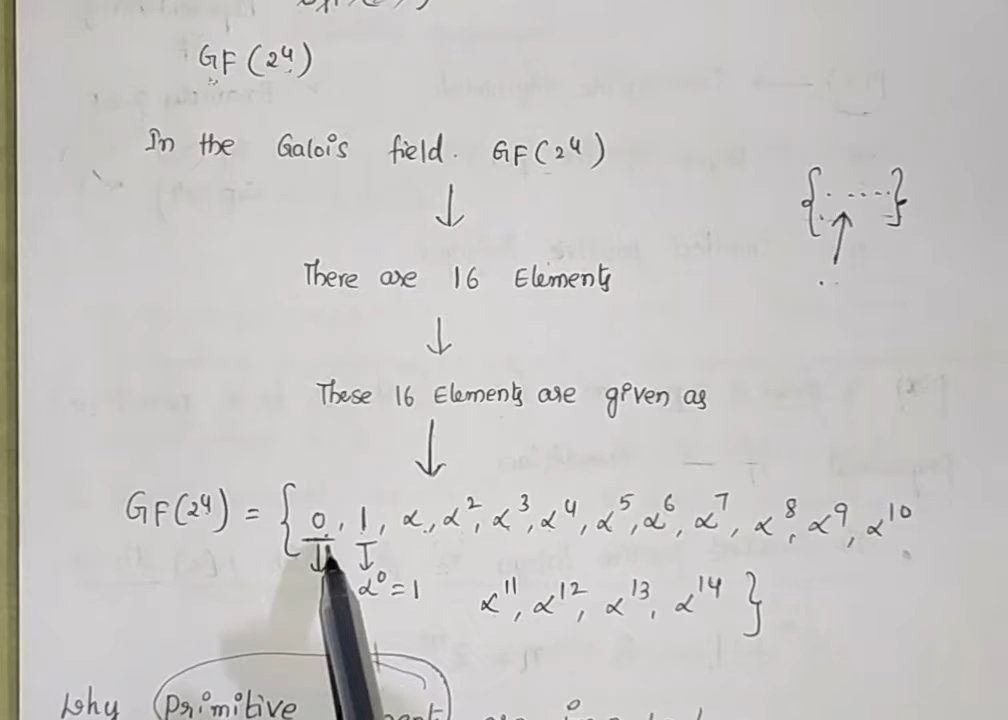 GF(2⁴)
In the Galois field. GF(2⁴)
{......}
There are 16 Elements
These 16 Elements are given as
GF(2⁴) = { 0, 1, α, α², α³, α⁴, α⁵, α⁶, α⁷, α⁸, α⁹, α¹⁰,
α⁰=1 α¹¹, α¹², α¹³, α¹⁴ }
Why primitive